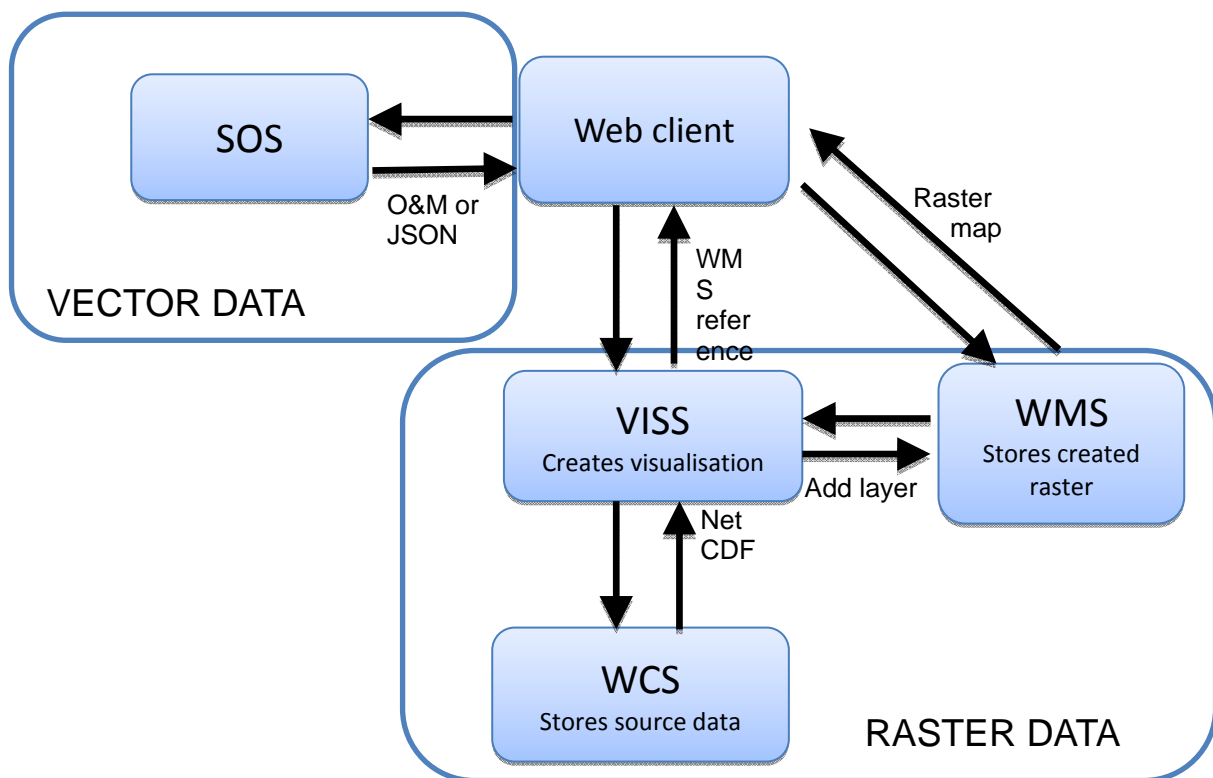 SOS
Web client
O&M or
JSON
Raster
map
VECTOR DATA
WM
S
refer
ence
VISS
Creates visualisation
WMS
Stores created
raster
Add layer
Net
CDF
WCS
Stores source data
RASTER DATA